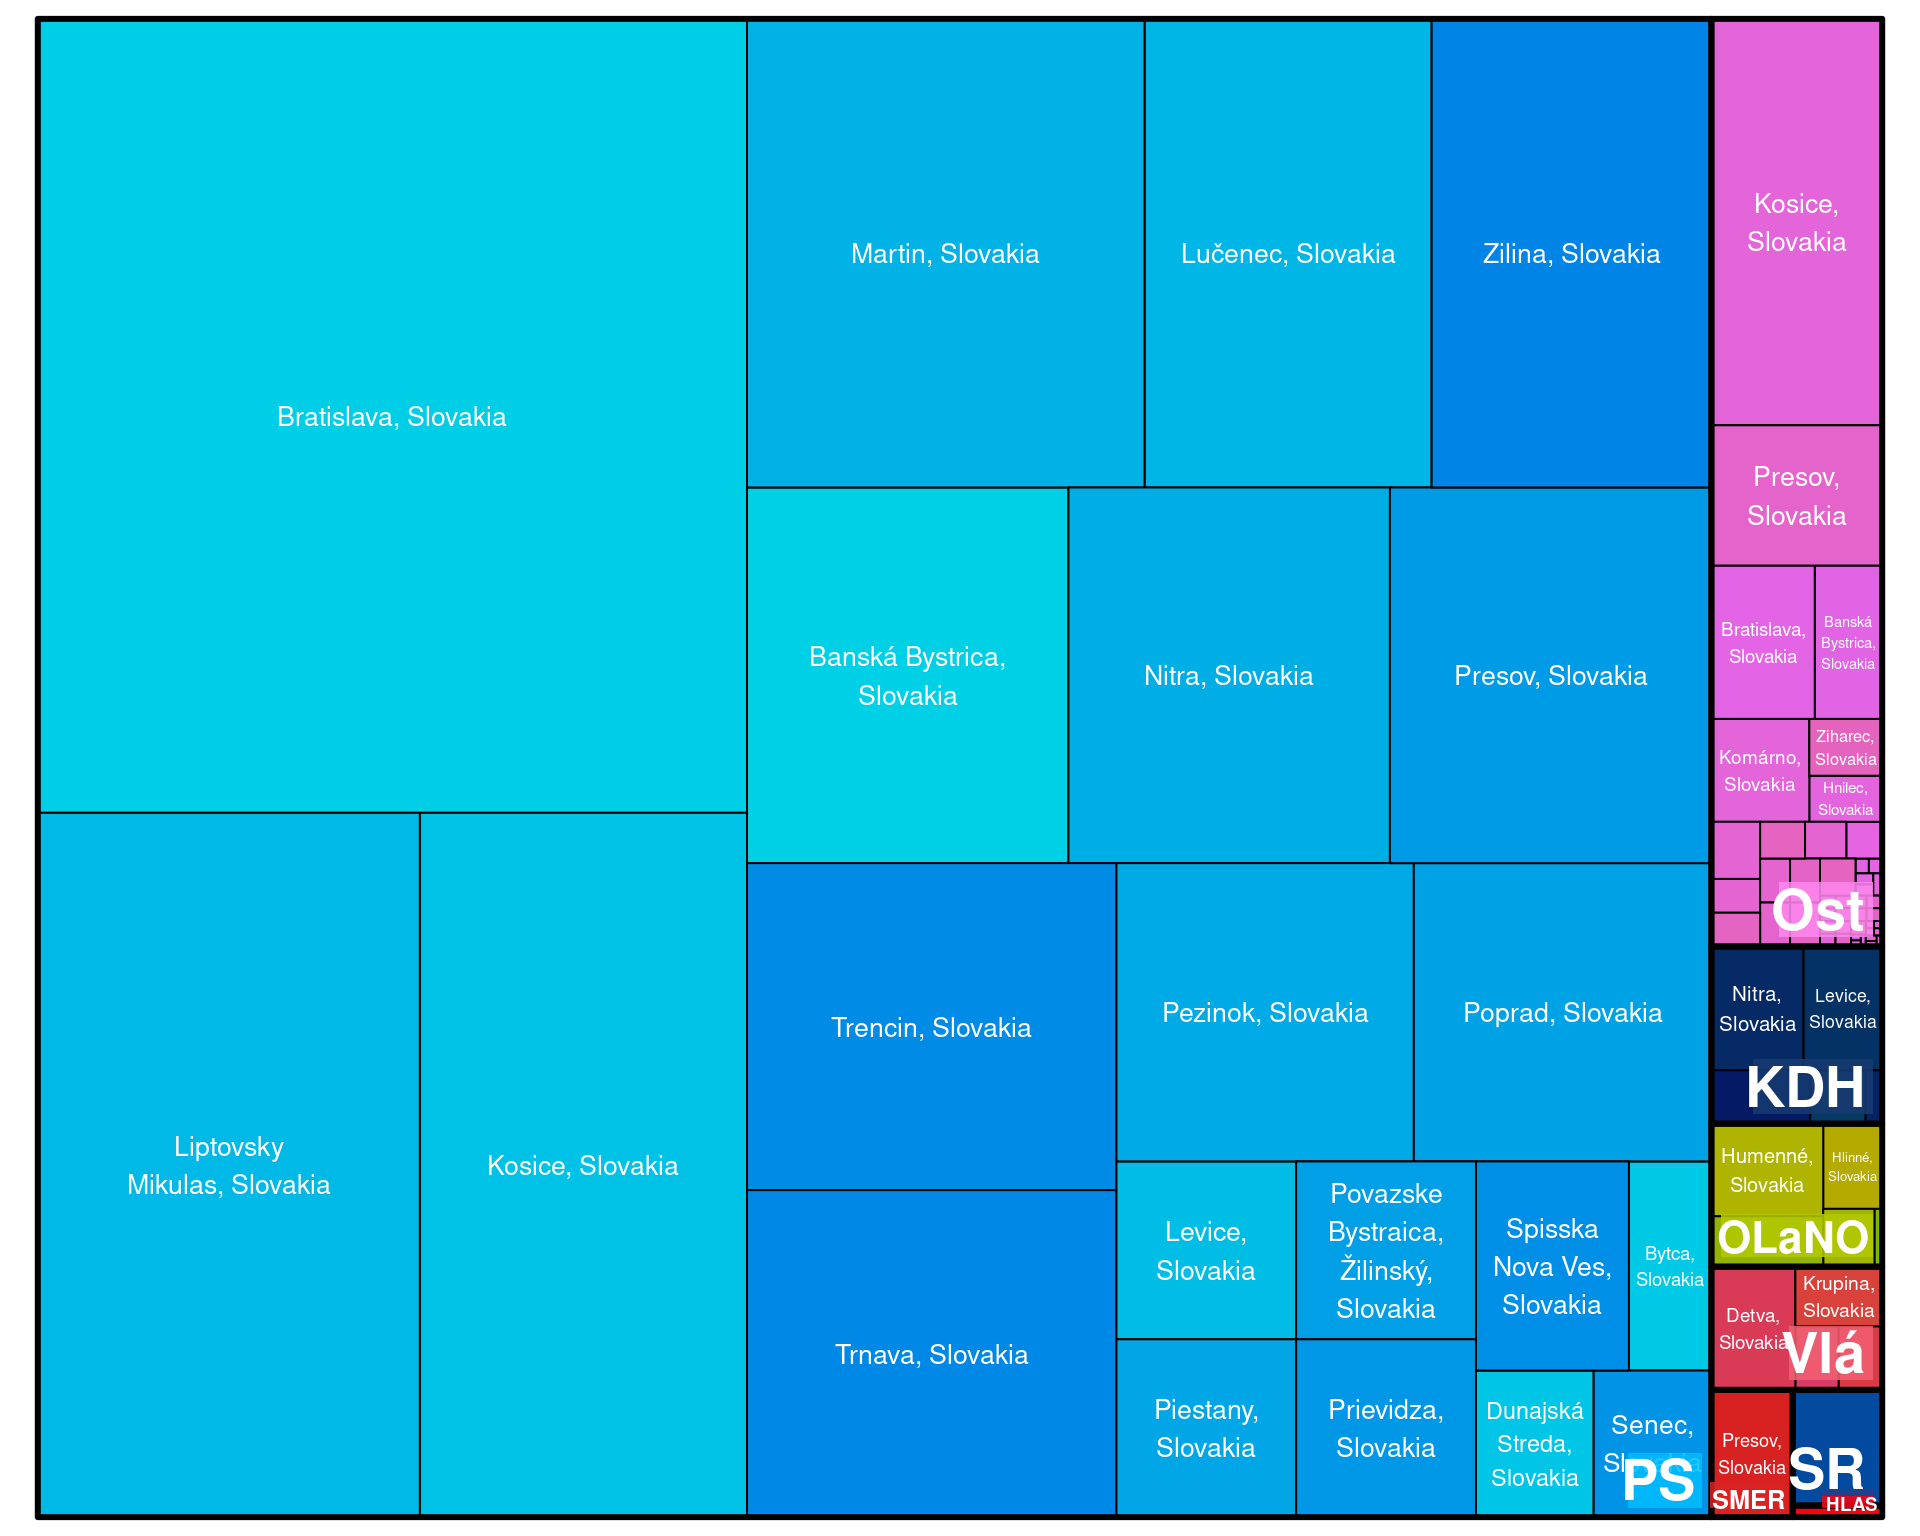 Bratislava, Slovakia
Martin, Slovakia
Lučenec, Slovakia
Zilina, Slovakia
Banská Bystrica,
Slovakia
Nitra, Slovakia
Presov, Slovakia
Liptovsky
Mikulas, Slovakia
Kosice, Slovakia
Trencin, Slovakia
Pezinok, Slovakia
Poprad, Slovakia
Trnava, Slovakia
Levice,
Slovakia
Povazske
Bystraica,
Žilinský,
Slovakia
Spisska
Nova Ves,
Slovakia
Bytca,
Slovakia
Piestany,
Slovakia
Prievidza,
Slovakia
Dunajská
Streda,
Slovakia
Senec,
Slovakia
PS
Kosice,
Slovakia
Presov,
Slovakia
Bratislava,
Slovakia
Banská
Bystrica,
Slovakia
Komárno,
Slovakia
Ziharec,
Slovakia
Hnilec,
Slovakia
Ost
Nitra,
Slovakia
Levice,
Slovakia
KDH
Humenné,
Slovakia
Hlinné,
Slovakia
OLaNO
Detva,
Slovakia
Krupina,
Slovakia
Vlá
Presov,
Slovakia
SMER
SR
HLAS